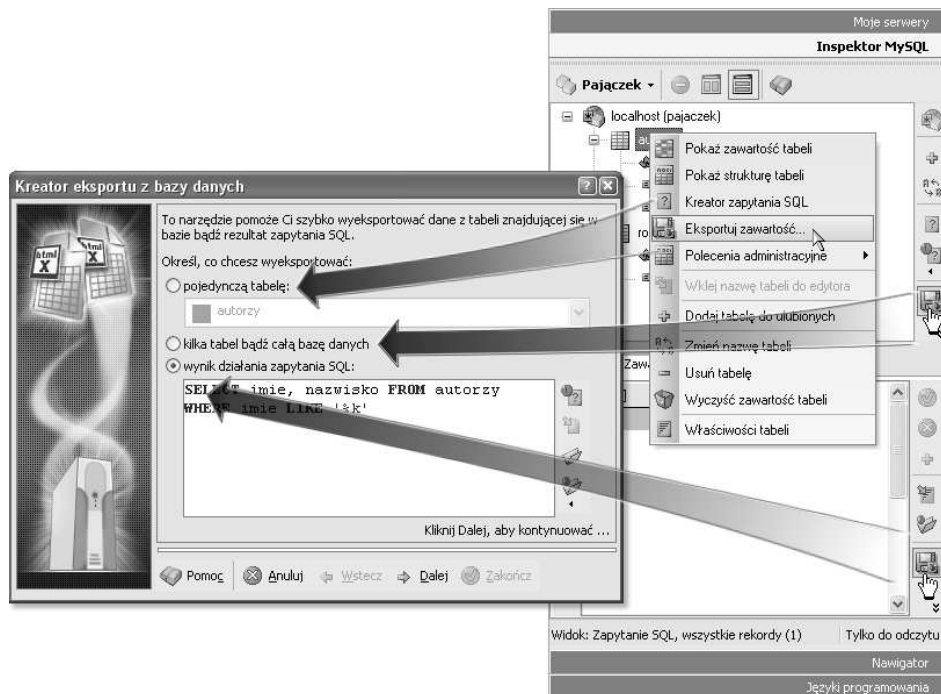 Moje serwery
Inspektor MySQL
Pajączek
localhost (pajaczek)
au
Pokaż zawartość tabeli
Pokaż strukturę tabeli
Kreator zapytania SQL
Eksportuj zawartość...
Polecenia administracyjne
Wklej nazwę tabeli do edytora
Dodaj tabelę do ulubionych
Zmień nazwę tabeli
Usuń tabelę
Wyczyść zawartość tabeli
Właściwości tabeli
ro
Zaw
Kreator eksportu z bazy danych
To narzędzie pomoże Ci szybko wyeksportować dane z tabeli znajdującej się w
bazie bądź rezultat zapytania SQL.
Określ, co chcesz wyeksportować:
pojedynczą tabelę:
autorzy
kilka tabel bądź całą bazę danych
wynik działania zapytania SQL:
SELECT imie, nazwisko FROM autorzy
WHERE imie LIKE '%k'
Kliknij Dalej, aby kontynuować ...
Pomoc
Anuluj
Wstecz
Dalej
Zakończ
Widok: Zapytanie SQL, wszystkie rekordy (1)
Tylko do odczytu
Nawigator
Języki programowania
html
X
html
X